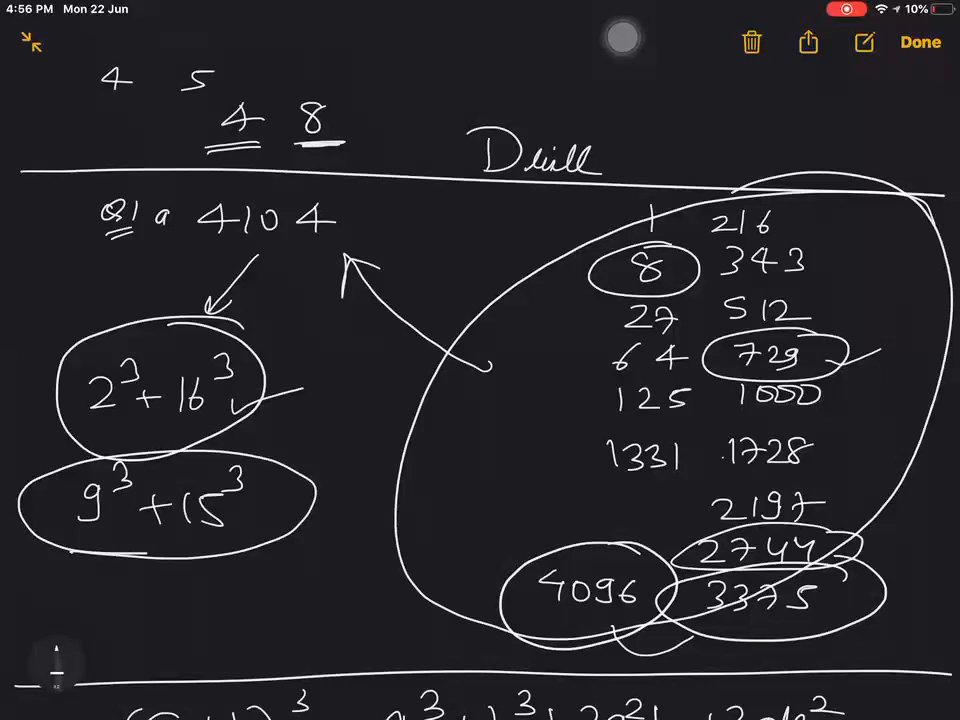 4:56 PM Mon 22 Jun 10%
Done
4 5
4 8
Drill
Q1 a 4104
1 216
8 343
27 512
64 729
2³ + 16³
125 1000
1331 1728
9³ + 15³
2197
2744
4096 3375